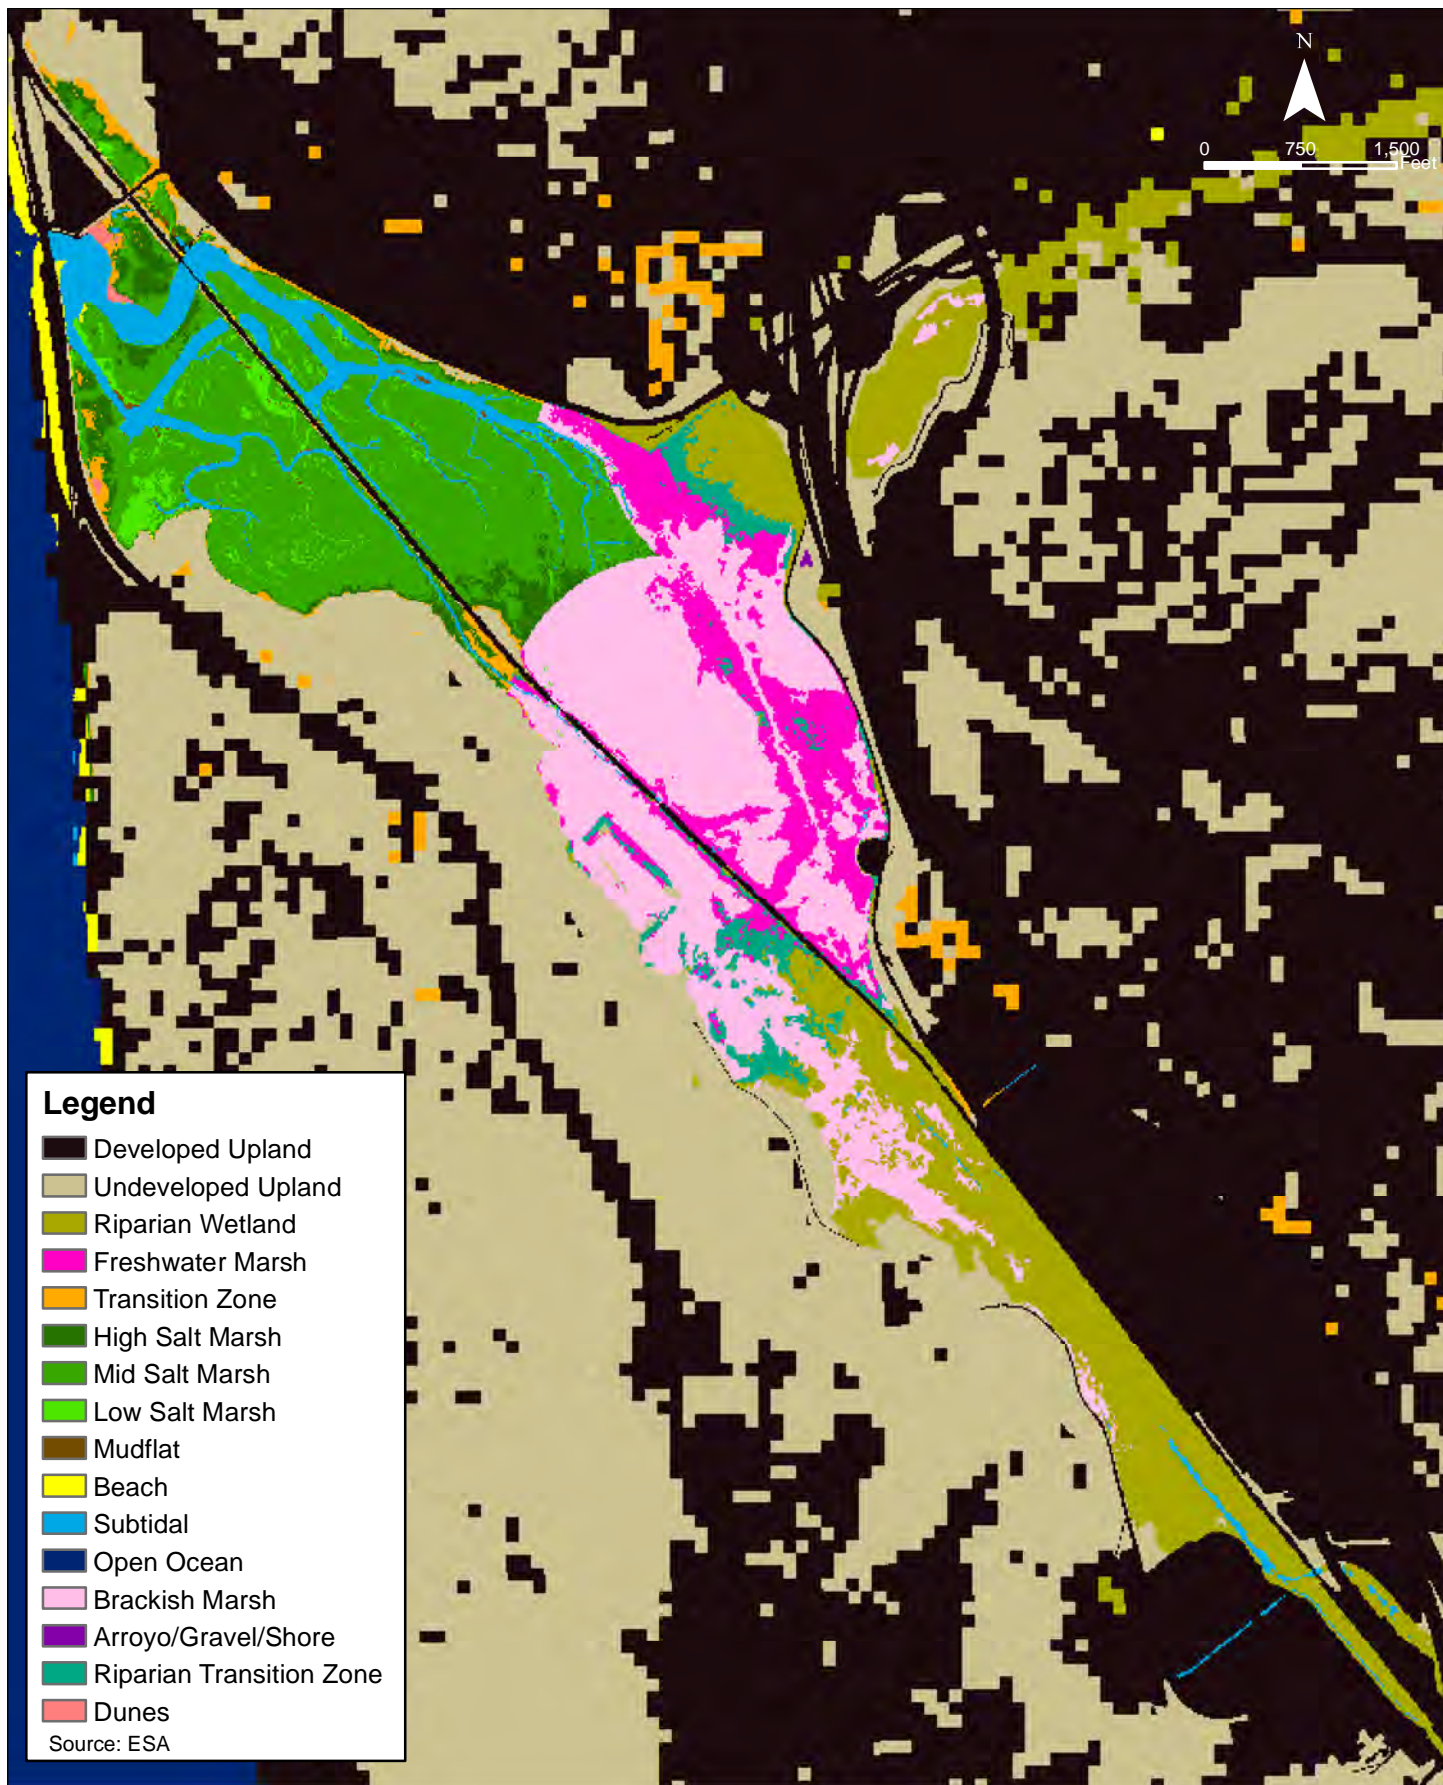 N
0 750 1,500
Feet
Legend
Developed Upland
Undeveloped Upland
Riparian Wetland
Freshwater Marsh
Transition Zone
High Salt Marsh
Mid Salt Marsh
Low Salt Marsh
Mudflat
Beach
Subtidal
Open Ocean
Brackish Marsh
Arroyo/Gravel/Shore
Riparian Transition Zone
Dunes
Source: ESA